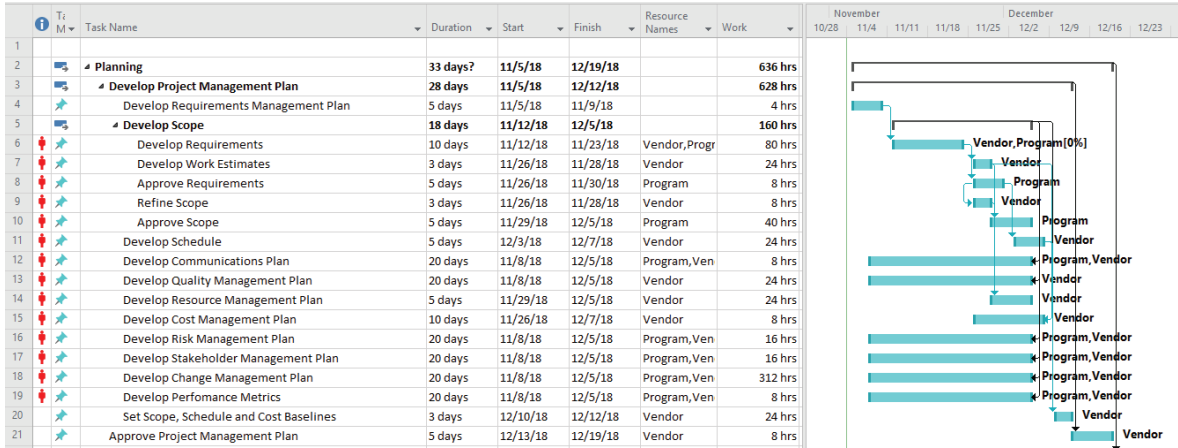 November December
Task Name Duration Start Finish Resource Names Work 10/28 11/4 11/11 11/18 11/25 12/2 12/9 12/16 12/23
1
2 Planning 33 days? 11/5/18 12/19/18 636 hrs
3 Develop Project Management Plan 28 days 11/5/18 12/12/18 628 hrs
4 Develop Requirements Management Plan 5 days 11/5/18 11/9/18 4 hrs
5 Develop Scope 18 days 11/12/18 12/5/18 160 hrs
6 Develop Requirements 10 days 11/12/18 11/23/18 Vendor,Progr 80 hrs Vendor,Program[0%]
7 Develop Work Estimates 3 days 11/26/18 11/28/18 Vendor 24 hrs Vendor
8 Approve Requirements 5 days 11/26/18 11/30/18 Program 8 hrs Program
9 Refine Scope 3 days 11/26/18 11/28/18 Vendor 8 hrs Vendor
10 Approve Scope 5 days 11/29/18 12/5/18 Program 40 hrs Program
11 Develop Schedule 5 days 12/3/18 12/7/18 Vendor 24 hrs Vendor
12 Develop Communications Plan 20 days 11/8/18 12/5/18 Program,Ven 8 hrs Program,Vendor
13 Develop Quality Management Plan 20 days 11/8/18 12/5/18 Vendor 24 hrs Vendor
14 Develop Resource Management Plan 5 days 11/29/18 12/5/18 Vendor 24 hrs Vendor
15 Develop Cost Management Plan 10 days 11/26/18 12/7/18 Vendor 8 hrs Vendor
16 Develop Risk Management Plan 20 days 11/8/18 12/5/18 Program,Ven 16 hrs Program,Vendor
17 Develop Stakeholder Management Plan 20 days 11/8/18 12/5/18 Program,Ven 16 hrs Program,Vendor
18 Develop Change Management Plan 20 days 11/8/18 12/5/18 Program,Ven 312 hrs Program,Vendor
19 Develop Perfomance Metrics 20 days 11/8/18 12/5/18 Program,Ven 8 hrs Program,Vendor
20 Set Scope, Schedule and Cost Baselines 3 days 12/10/18 12/12/18 Vendor 24 hrs Vendor
21 Approve Project Management Plan 5 days 12/13/18 12/19/18 Vendor 8 hrs Vendor